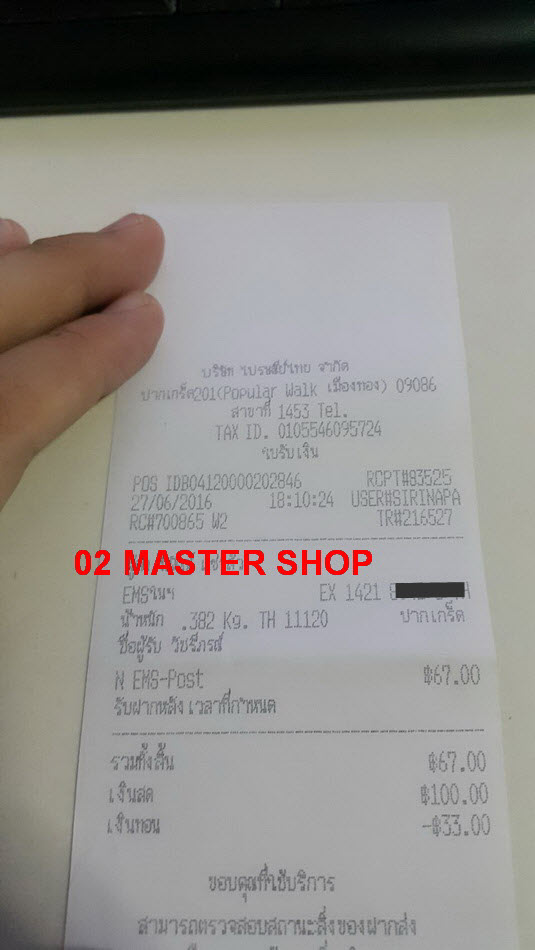 บริษัท ไปรษณีย์ไทย จำกัด
ปากเกร็ด201(Popular Walk เมืองทอง) 09086
สาขาที่ 1453 Tel.
TAX ID. 0105546095724
ใบรับเงิน
POS IDB04120000202846 RCPT#83525
27/06/2016 18:10:24 USER#SIRINAPA
RC#700865 W2 TR#216527
02 MASTER SHOP
EMSในฯ EX 1421
น้ำหนัก .382 Kg. TH 11120 ปากเกร็ด
ชื่อผู้รับ วัชรีภรณ์
N EMS-Post ฿67.00
รับฝากหลัง เวลาที่กำหนด
รวมทั้งสิ้น ฿67.00
เงินสด ฿100.00
เงินทอน -฿33.00
ขอบคุณที่ใช้บริการ
สามารถตรวจสอบสถานะสิ่งของฝากส่ง